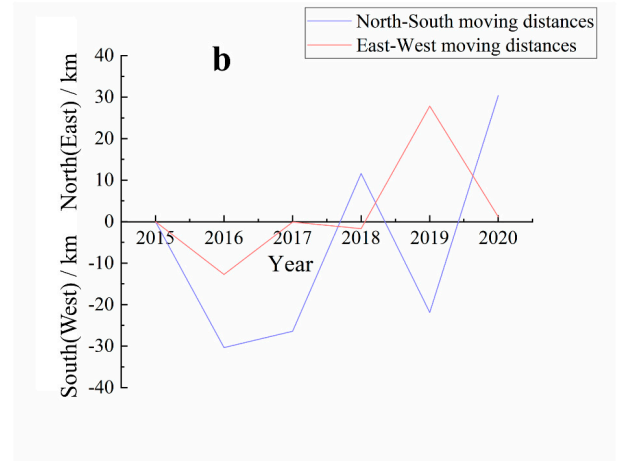 North-South moving distances
East-West moving distances
b
North(East) / km
South(West) / km
40
30
20
10
0
-10
-20
-30
-40
2015
2016
2017
2018
2019
2020
Year